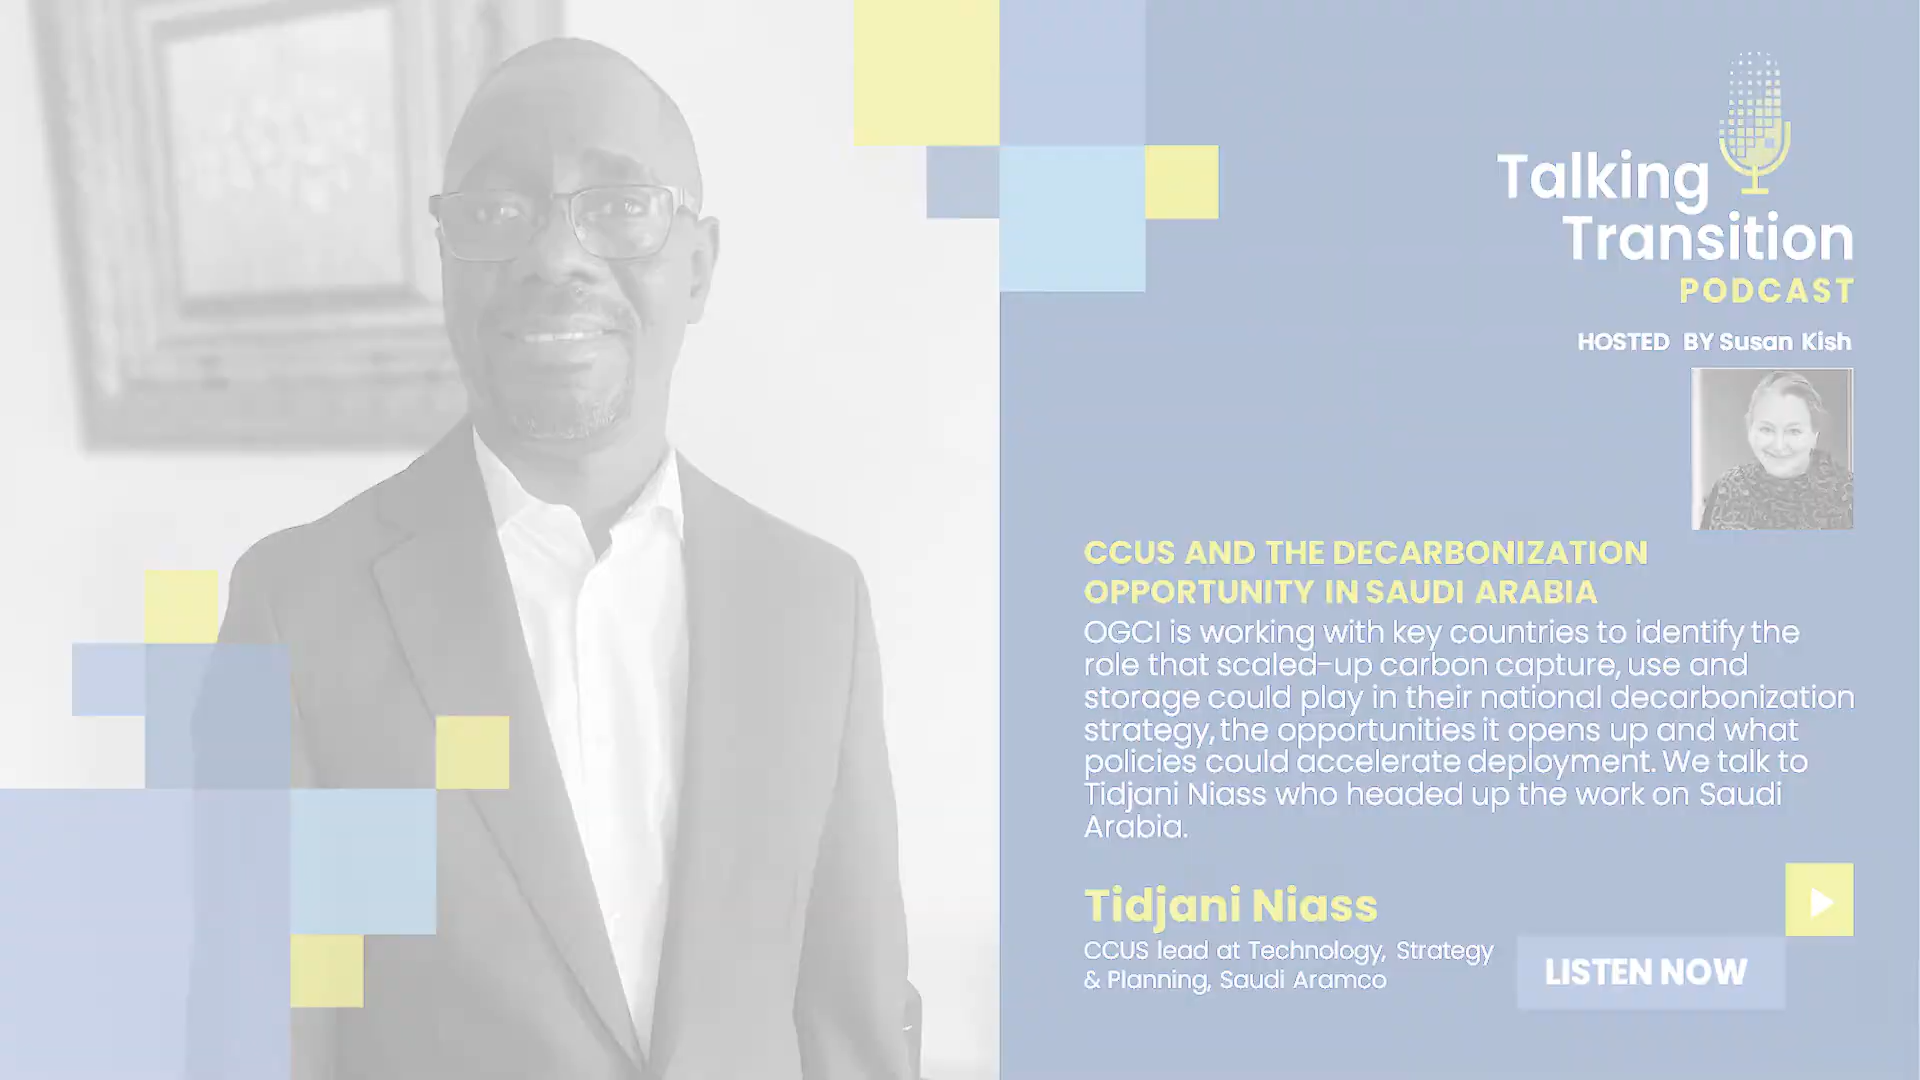 Talking
Transition
PODCAST
HOSTED BY Susan Kish
CCUS AND THE DECARBONIZATION
OPPORTUNITY IN SAUDI ARABIA
OGCI is working with key countries to identify the
role that scaled-up carbon capture, use and
storage could play in their national decarbonization
strategy, the opportunities it opens up and what
policies could accelerate deployment. We talk to
Tidjani Niass who headed up the work on Saudi
Arabia.
Tidjani Niass
CCUS lead at Technology, Strategy
& Planning, Saudi Aramco
LISTEN NOW